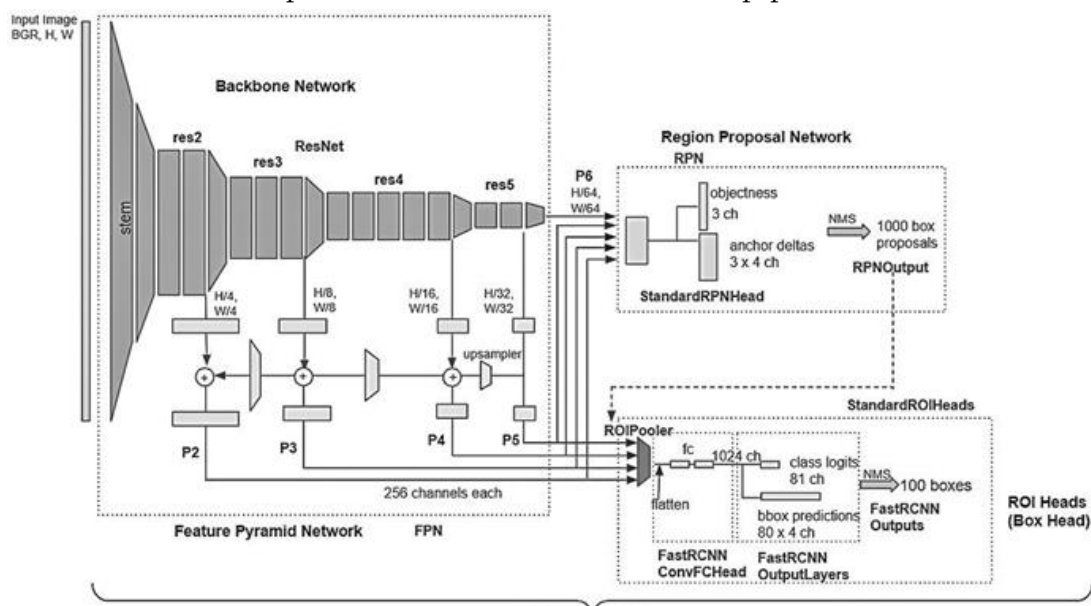 Input Image
BGR, H, W
Backbone Network
res2
ResNet
res3
res4
res5
stem
P6
H/64,
W/64
Region Proposal Network
RPN
objectness
3 ch
anchor deltas
3 x 4 ch
StandardRPNHead
NMS
1000 box
proposals
RPNOutput
H/4,
W/4
H/8,
W/8
H/16,
W/16
H/32,
W/32
upsampler
+
+
+
P2
P3
P4
P5
256 channels each
Feature Pyramid Network
FPN
StandardROIHeads
ROIPooler
fc
1024 ch
flatten
class logits
81 ch
bbox predictions
80 x 4 ch
NMS
100 boxes
FastRCNN
Outputs
FastRCNN
ConvFCHead
FastRCNN
OutputLayers
ROI Heads
(Box Head)